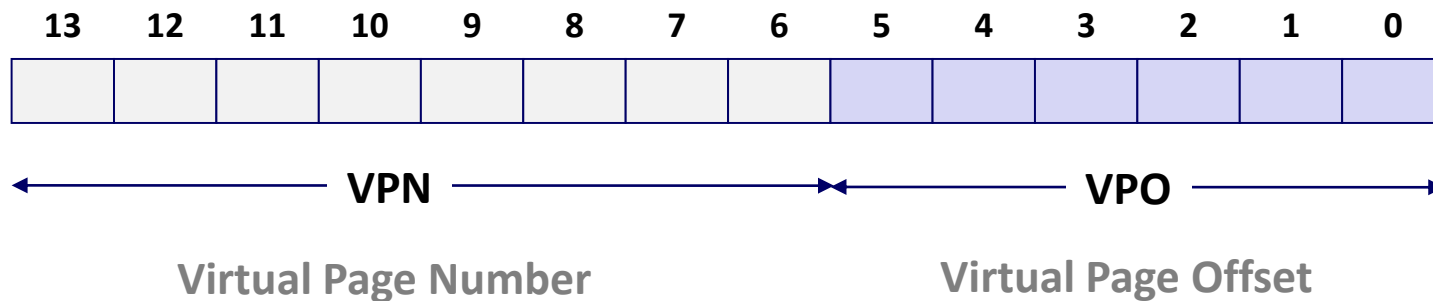 13 12 11 10 9 8 7 6 5 4 3 2 1 0
VPN VPO
Virtual Page Number Virtual Page Offset